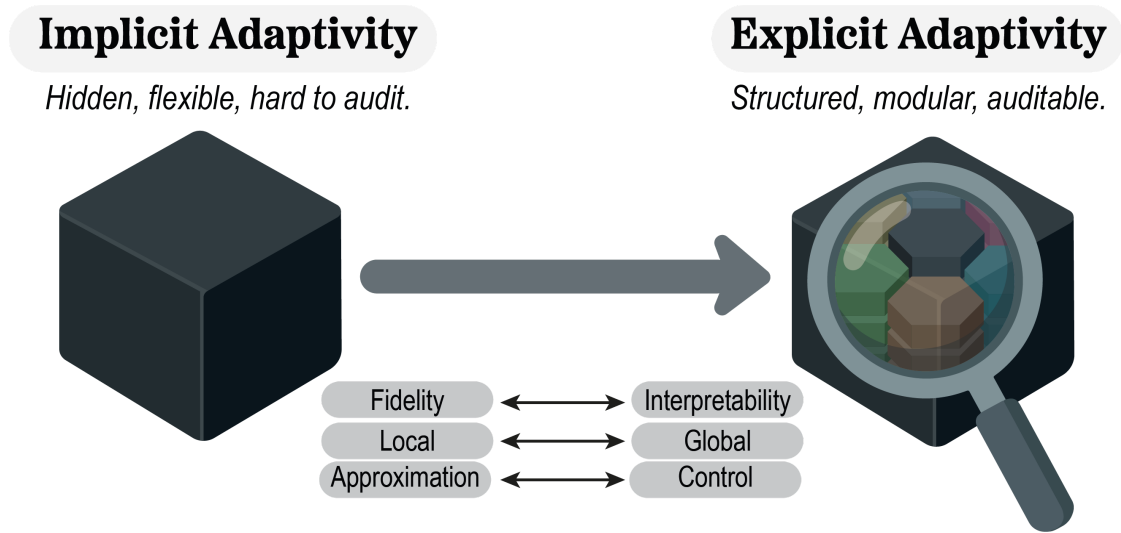 Implicit Adaptivity
Explicit Adaptivity
Hidden, flexible, hard to audit.
Structured, modular, auditable.
Fidelity
Interpretability
Local
Global
Approximation
Control